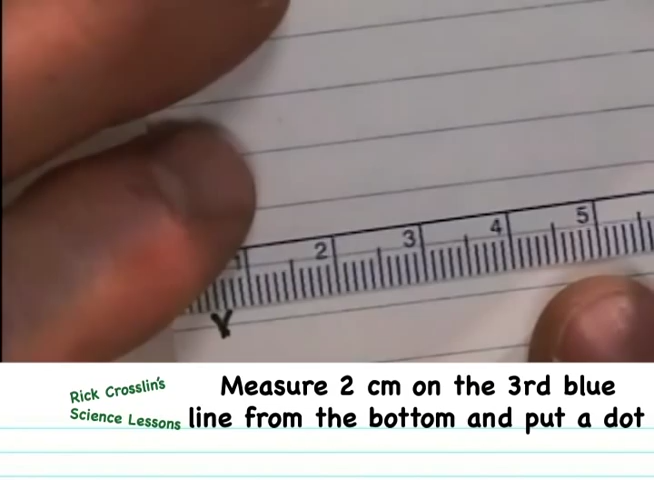 1 2 3 4 5
Y
Rick Crosslin's
Science Lessons
Measure 2 cm on the 3rd blue
line from the bottom and put a dot